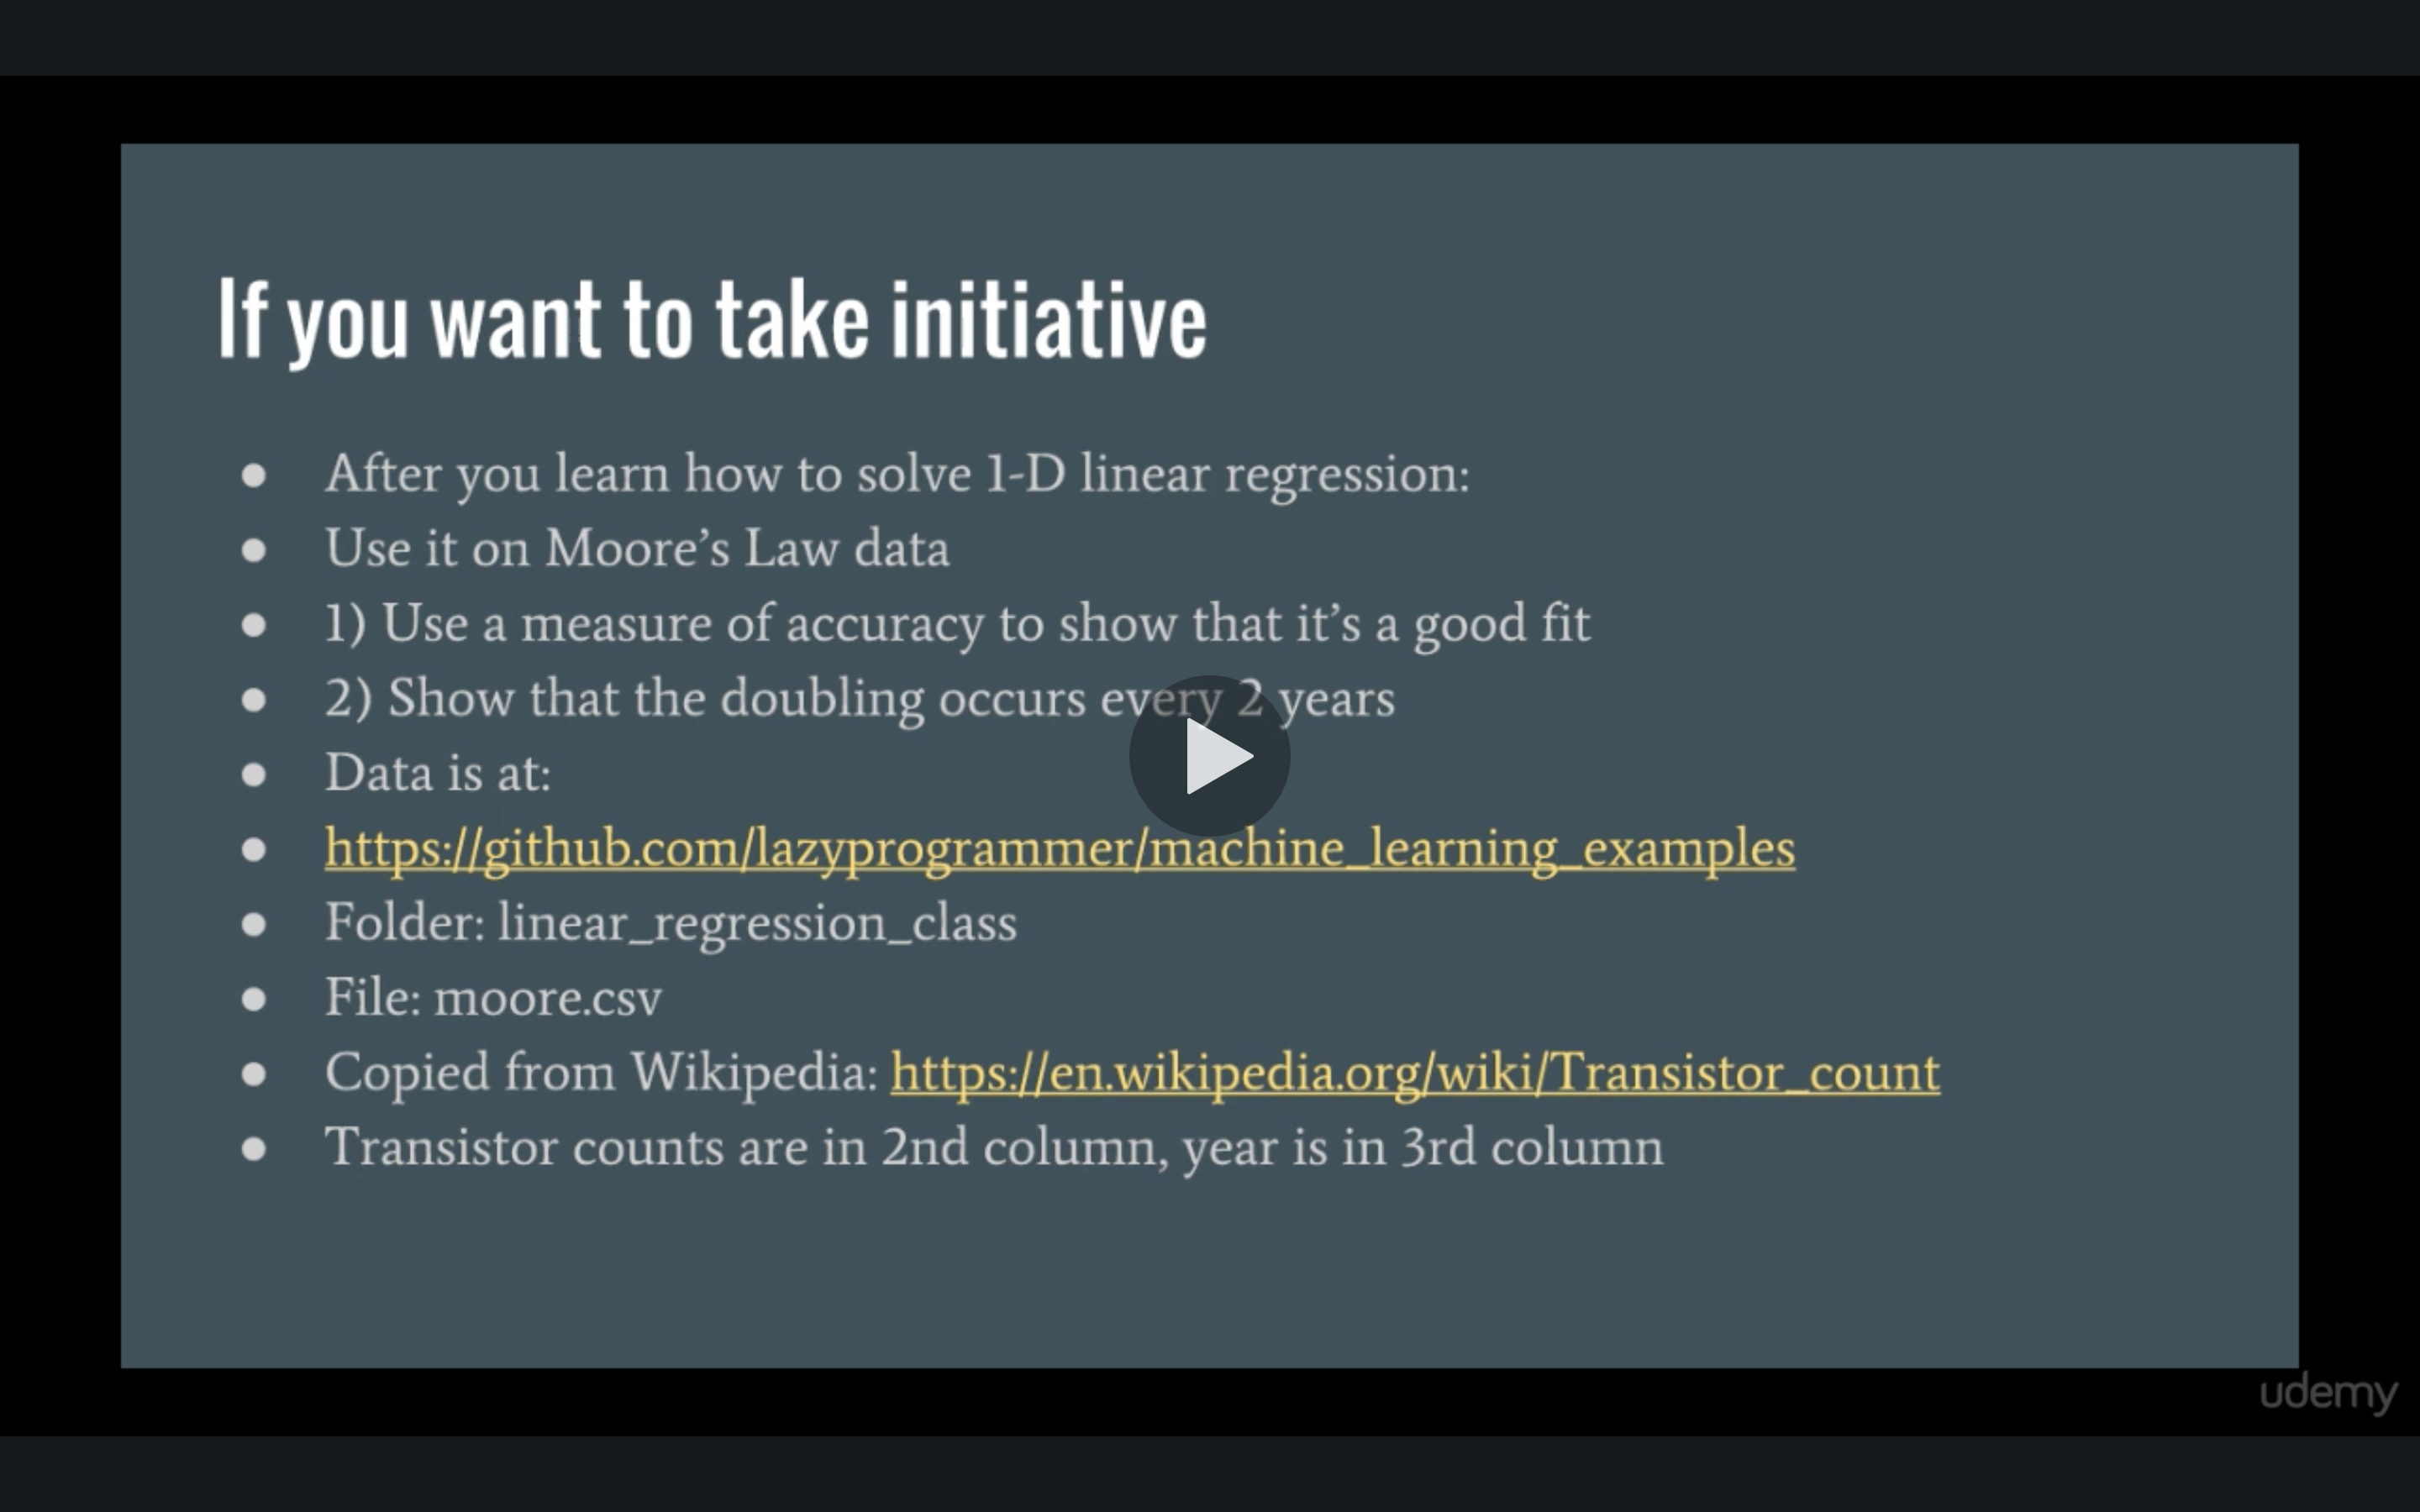 If you want to take initiative
● After you learn how to solve 1-D linear regression:
● Use it on Moore’s Law data
● 1) Use a measure of accuracy to show that it’s a good fit
● 2) Show that the doubling occurs every 2 years
● Data is at:
● https://github.com/lazyprogrammer/machine_learning_examples
● Folder: linear_regression_class
● File: moore.csv
● Copied from Wikipedia: https://en.wikipedia.org/wiki/Transistor_count
● Transistor counts are in 2nd column, year is in 3rd column
udemy